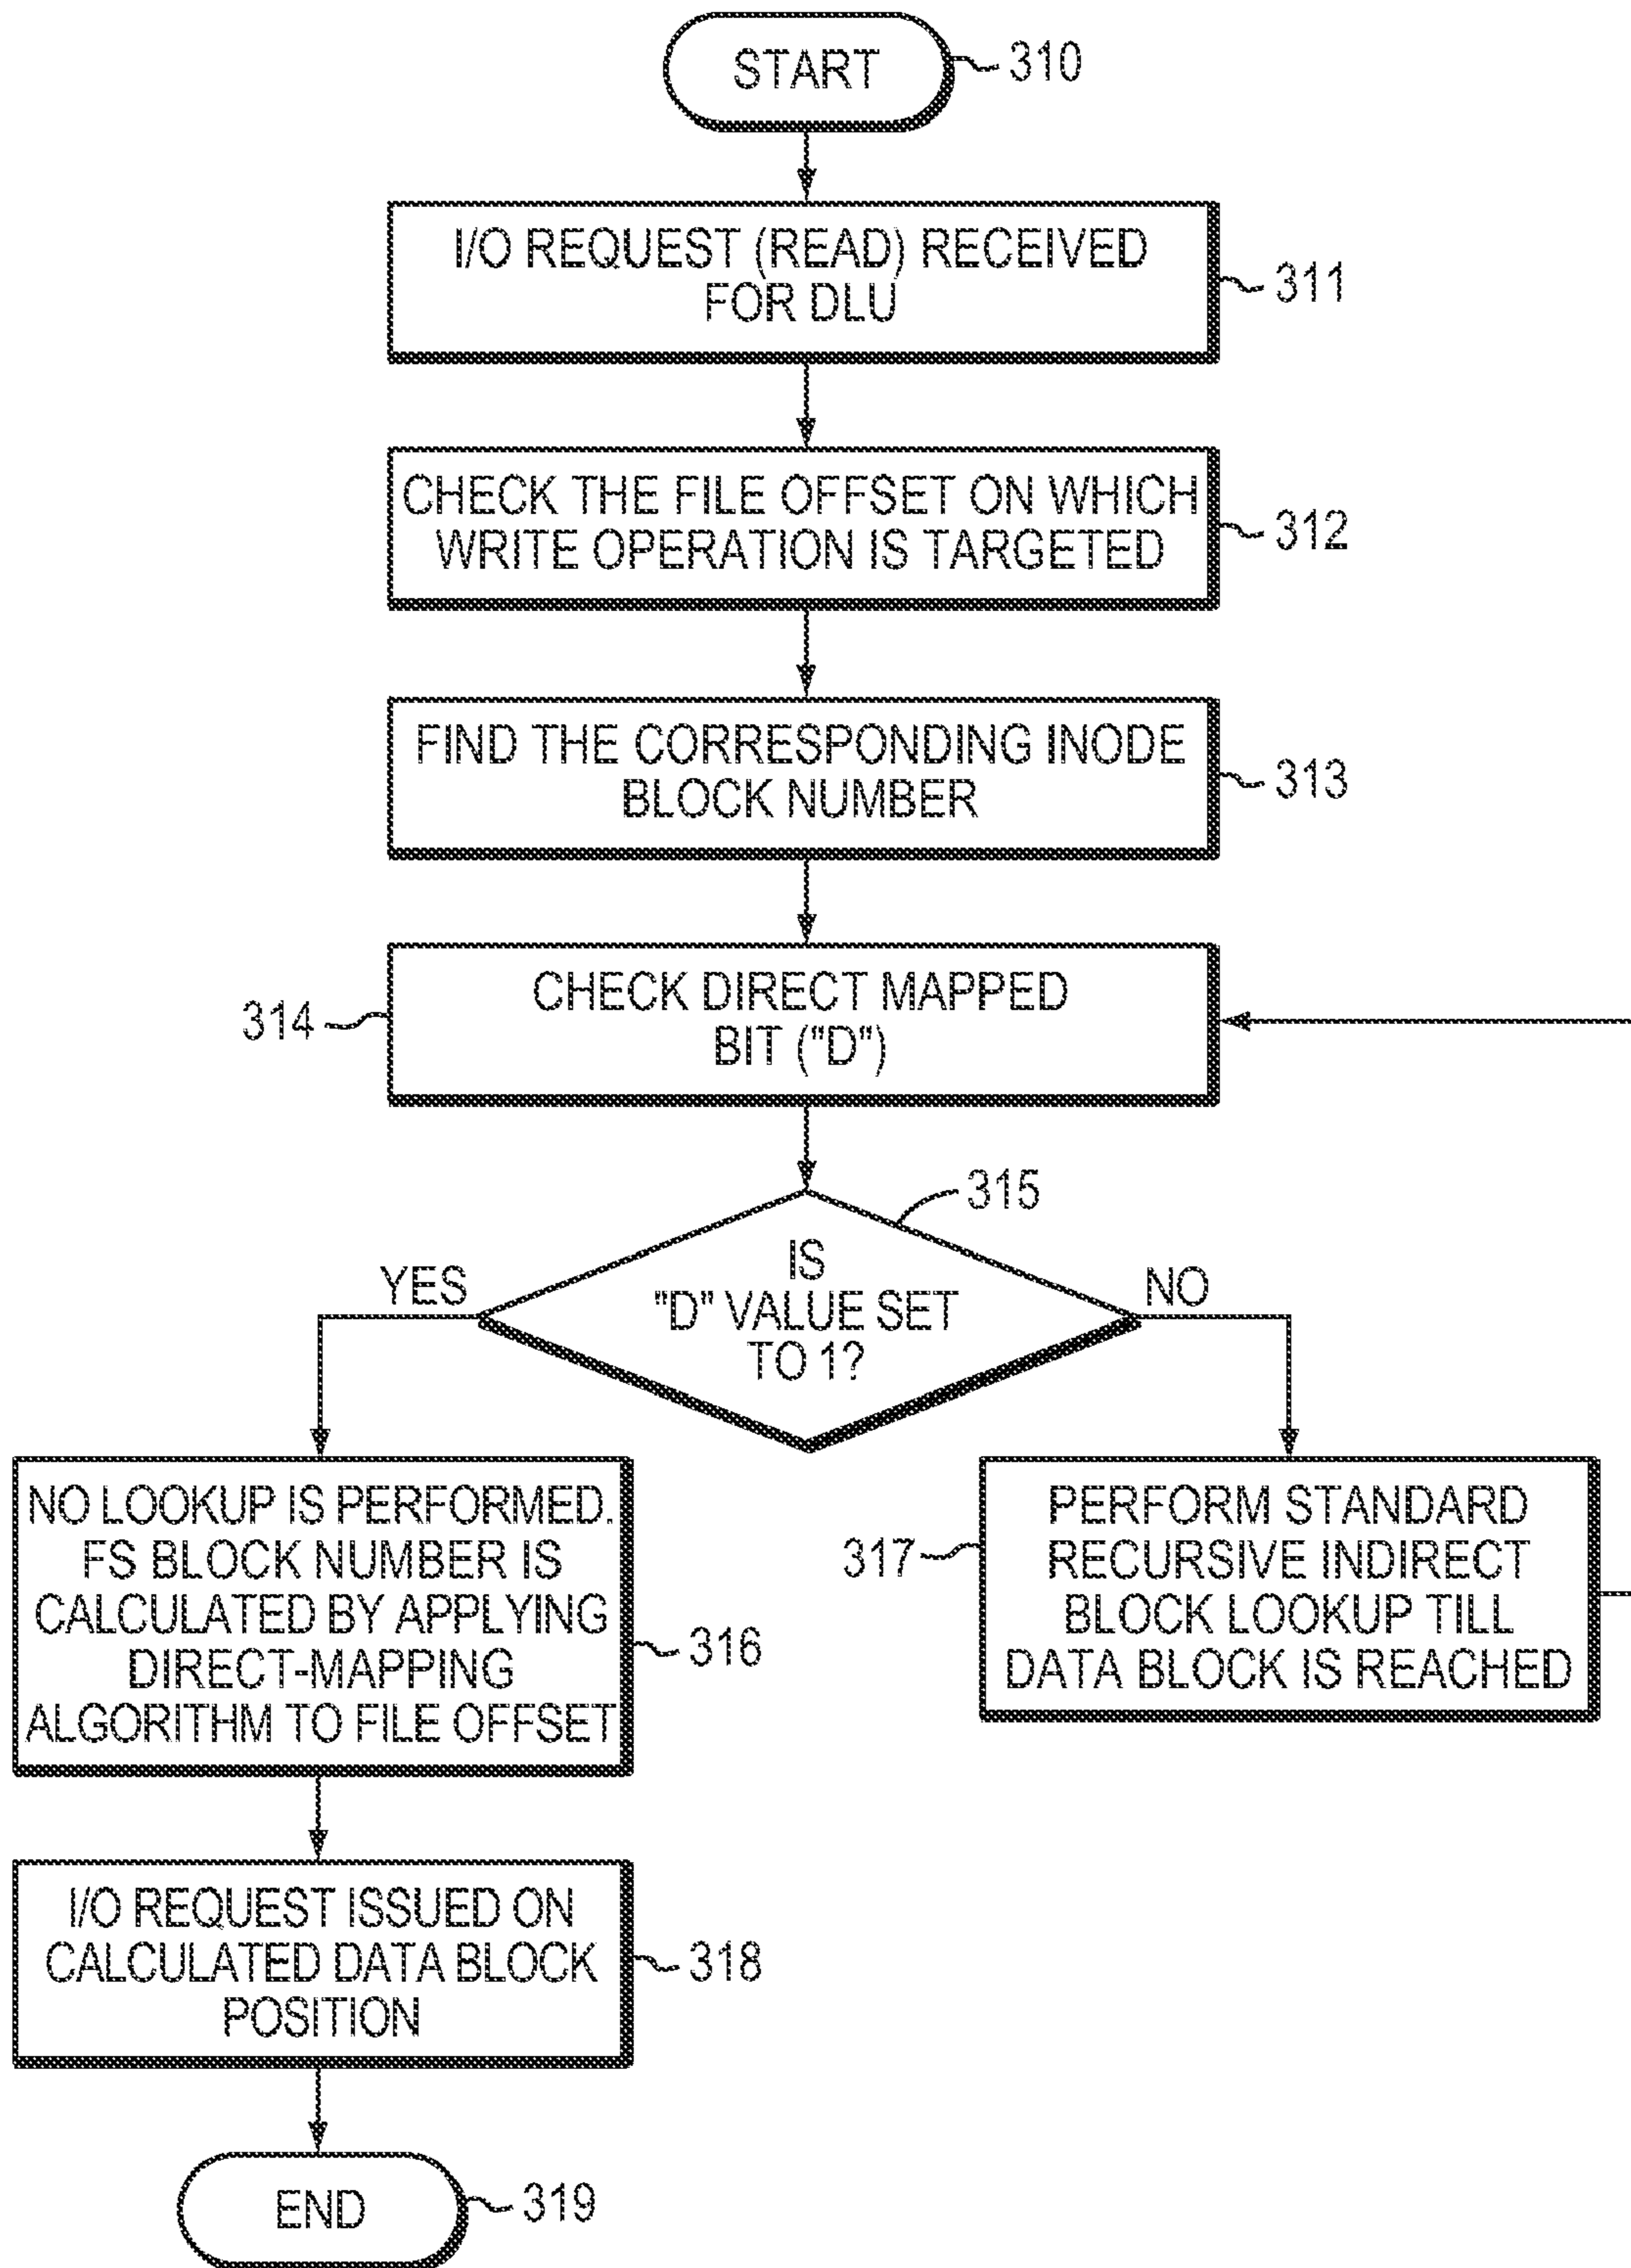 START
310
I/O REQUEST (READ) RECEIVED
FOR DLU
311
CHECK THE FILE OFFSET ON WHICH
WRITE OPERATION IS TARGETED
312
FIND THE CORRESPONDING INODE
BLOCK NUMBER
313
314
CHECK DIRECT MAPPED
BIT ("D")
315
IS
"D" VALUE SET
TO 1?
YES
NO
NO LOOKUP IS PERFORMED.
FS BLOCK NUMBER IS
CALCULATED BY APPLYING
DIRECT-MAPPING
ALGORITHM TO FILE OFFSET
316
317
PERFORM STANDARD
RECURSIVE INDIRECT
BLOCK LOOKUP TILL
DATA BLOCK IS REACHED
I/O REQUEST ISSUED ON
CALCULATED DATA BLOCK
POSITION
318
END
319